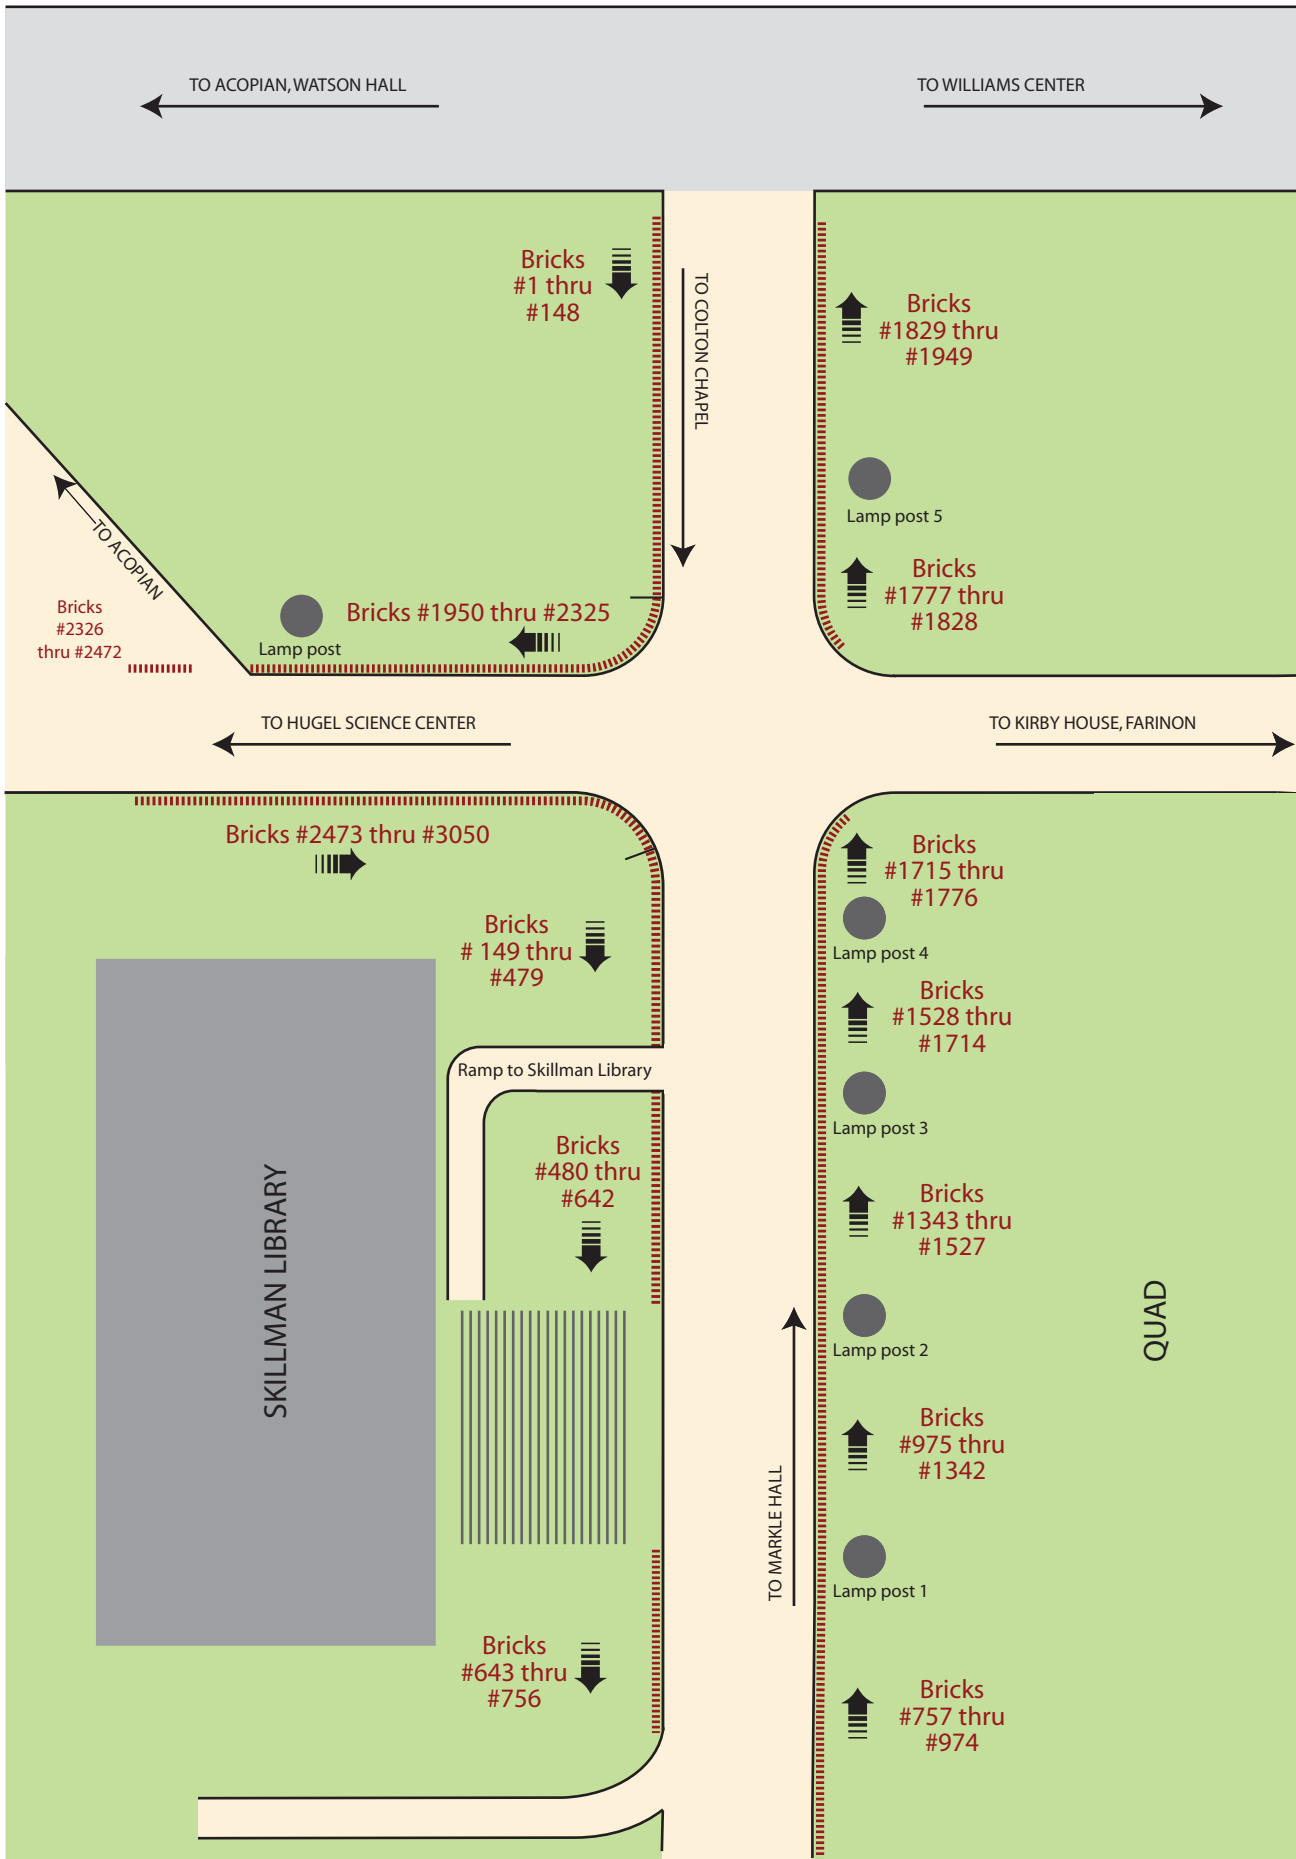 TO ACOPIAN, WATSON HALL
TO WILLIAMS CENTER
Bricks
#1 thru
#148
TO COLTON CHAPEL
Bricks
#1829 thru
#1949
Lamp post 5
TO ACOPIAN
Bricks
#2326
thru #2472
Lamp post
Bricks #1950 thru #2325
Bricks
#1777 thru
#1828
TO HUGEL SCIENCE CENTER
TO KIRBY HOUSE, FARINON
Bricks #2473 thru #3050
Bricks
#1715 thru
#1776
Lamp post 4
Bricks
# 149 thru
#479
Bricks
#1528 thru
#1714
Ramp to Skillman Library
Lamp post 3
Bricks
#480 thru
#642
Bricks
#1343 thru
#1527
SKILLMAN LIBRARY
QUAD
Lamp post 2
Bricks
#975 thru
#1342
TO MARKLE HALL
Lamp post 1
Bricks
#643 thru
#756
Bricks
#757 thru
#974